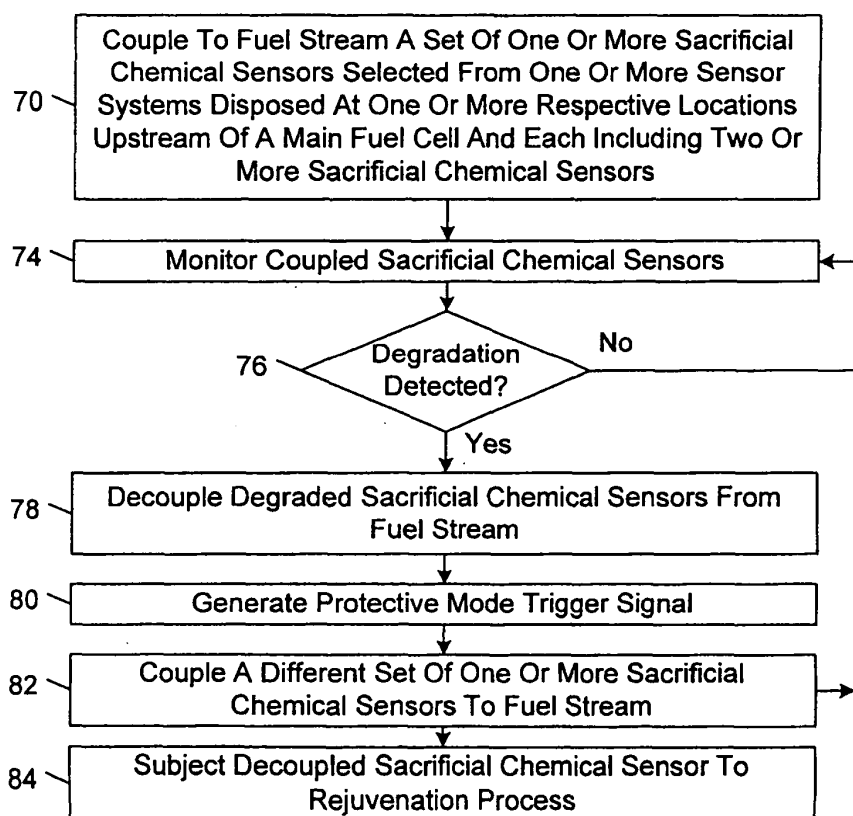 Couple To Fuel Stream A Set Of One Or More Sacrificial
Chemical Sensors Selected From One Or More Sensor
70
Systems Disposed At One Or More Respective Locations
Upstream Of A Main Fuel Cell And Each Including Two Or
More Sacrificial Chemical Sensors
74
Monitor Coupled Sacrificial Chemical Sensors
76
Degradation
Detected?
No
Yes
78
Decouple Degraded Sacrificial Chemical Sensors From
Fuel Stream
80
Generate Protective Mode Trigger Signal
82
Couple A Different Set Of One Or More Sacrificial
Chemical Sensors To Fuel Stream
84
Subject Decoupled Sacrificial Chemical Sensor To
Rejuvenation Process